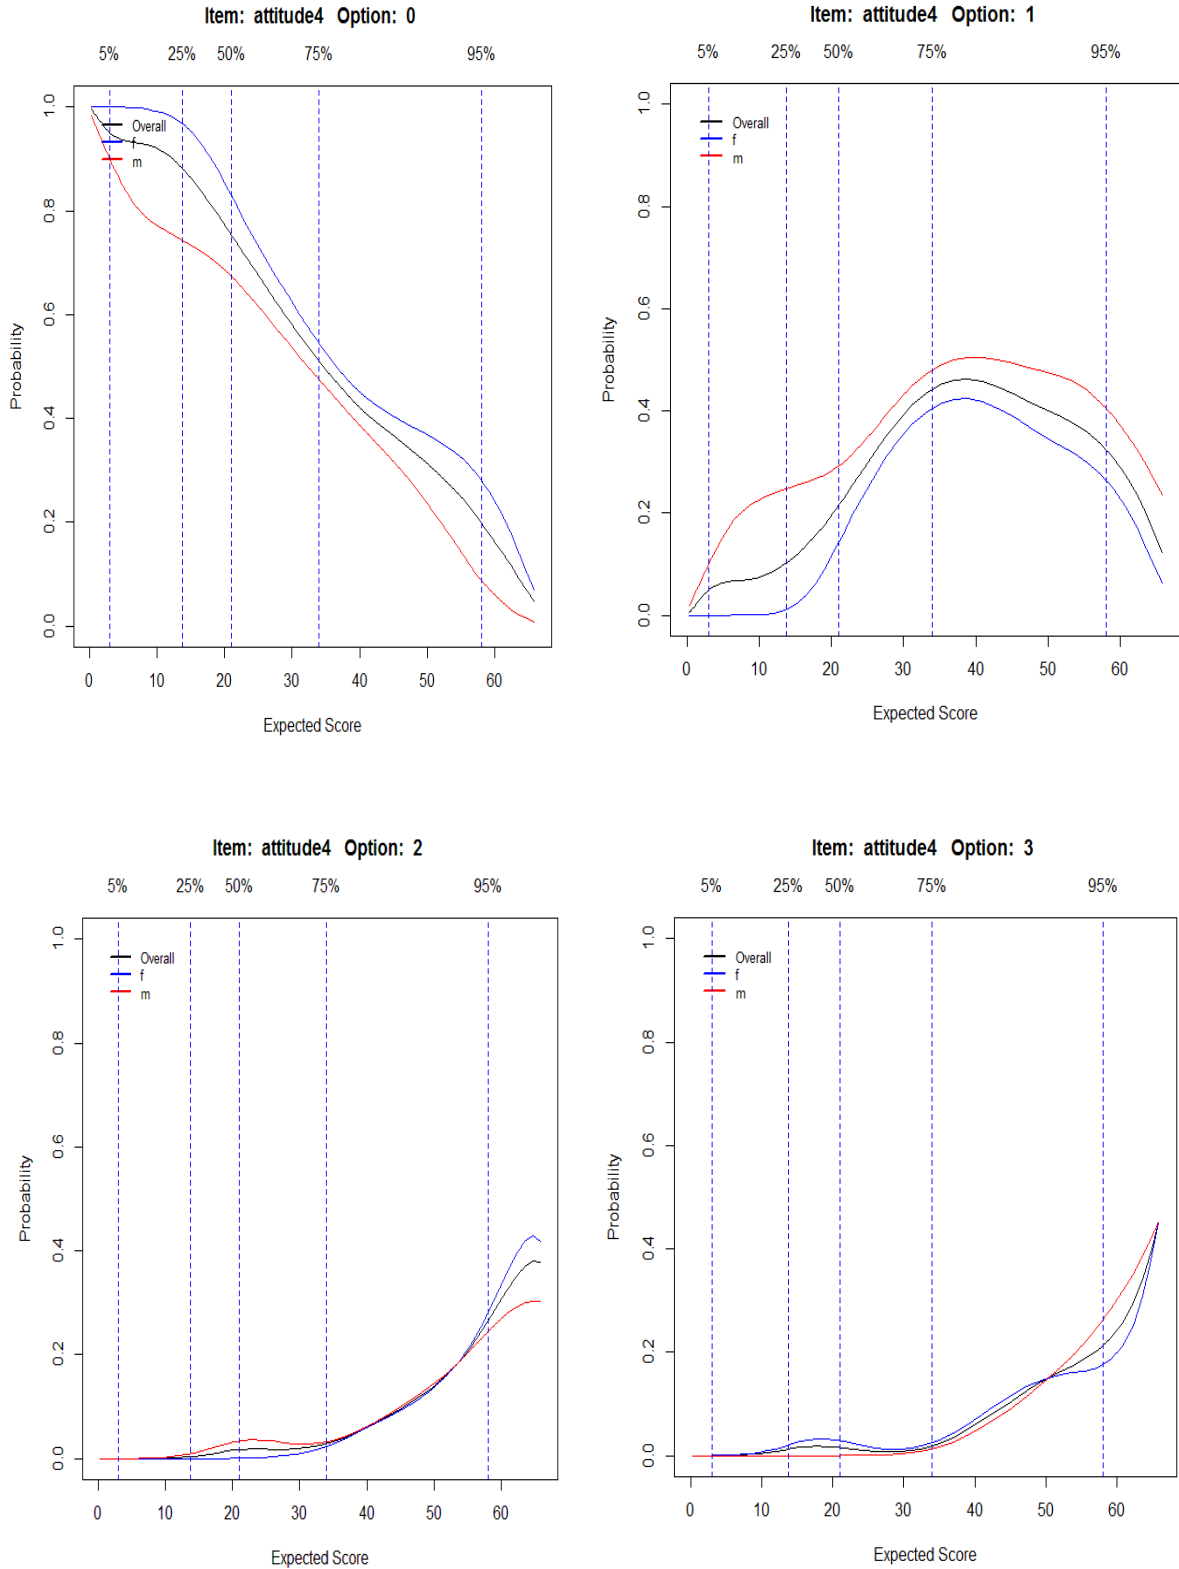 Item: attitude4 Option: 0
5% 25% 50% 75% 95%
Overall
f
m
Probability
0.0 0.2 0.4 0.6 0.8 1.0
0 10 20 30 40 50 60
Expected Score
Item: attitude4 Option: 1
5% 25% 50% 75% 95%
Overall
f
m
Probability
0.0 0.2 0.4 0.6 0.8 1.0
0 10 20 30 40 50 60
Expected Score
Item: attitude4 Option: 2
5% 25% 50% 75% 95%
Overall
f
m
Probability
0.0 0.2 0.4 0.6 0.8 1.0
0 10 20 30 40 50 60
Expected Score
Item: attitude4 Option: 3
5% 25% 50% 75% 95%
Overall
f
m
Probability
0.0 0.2 0.4 0.6 0.8 1.0
0 10 20 30 40 50 60
Expected Score